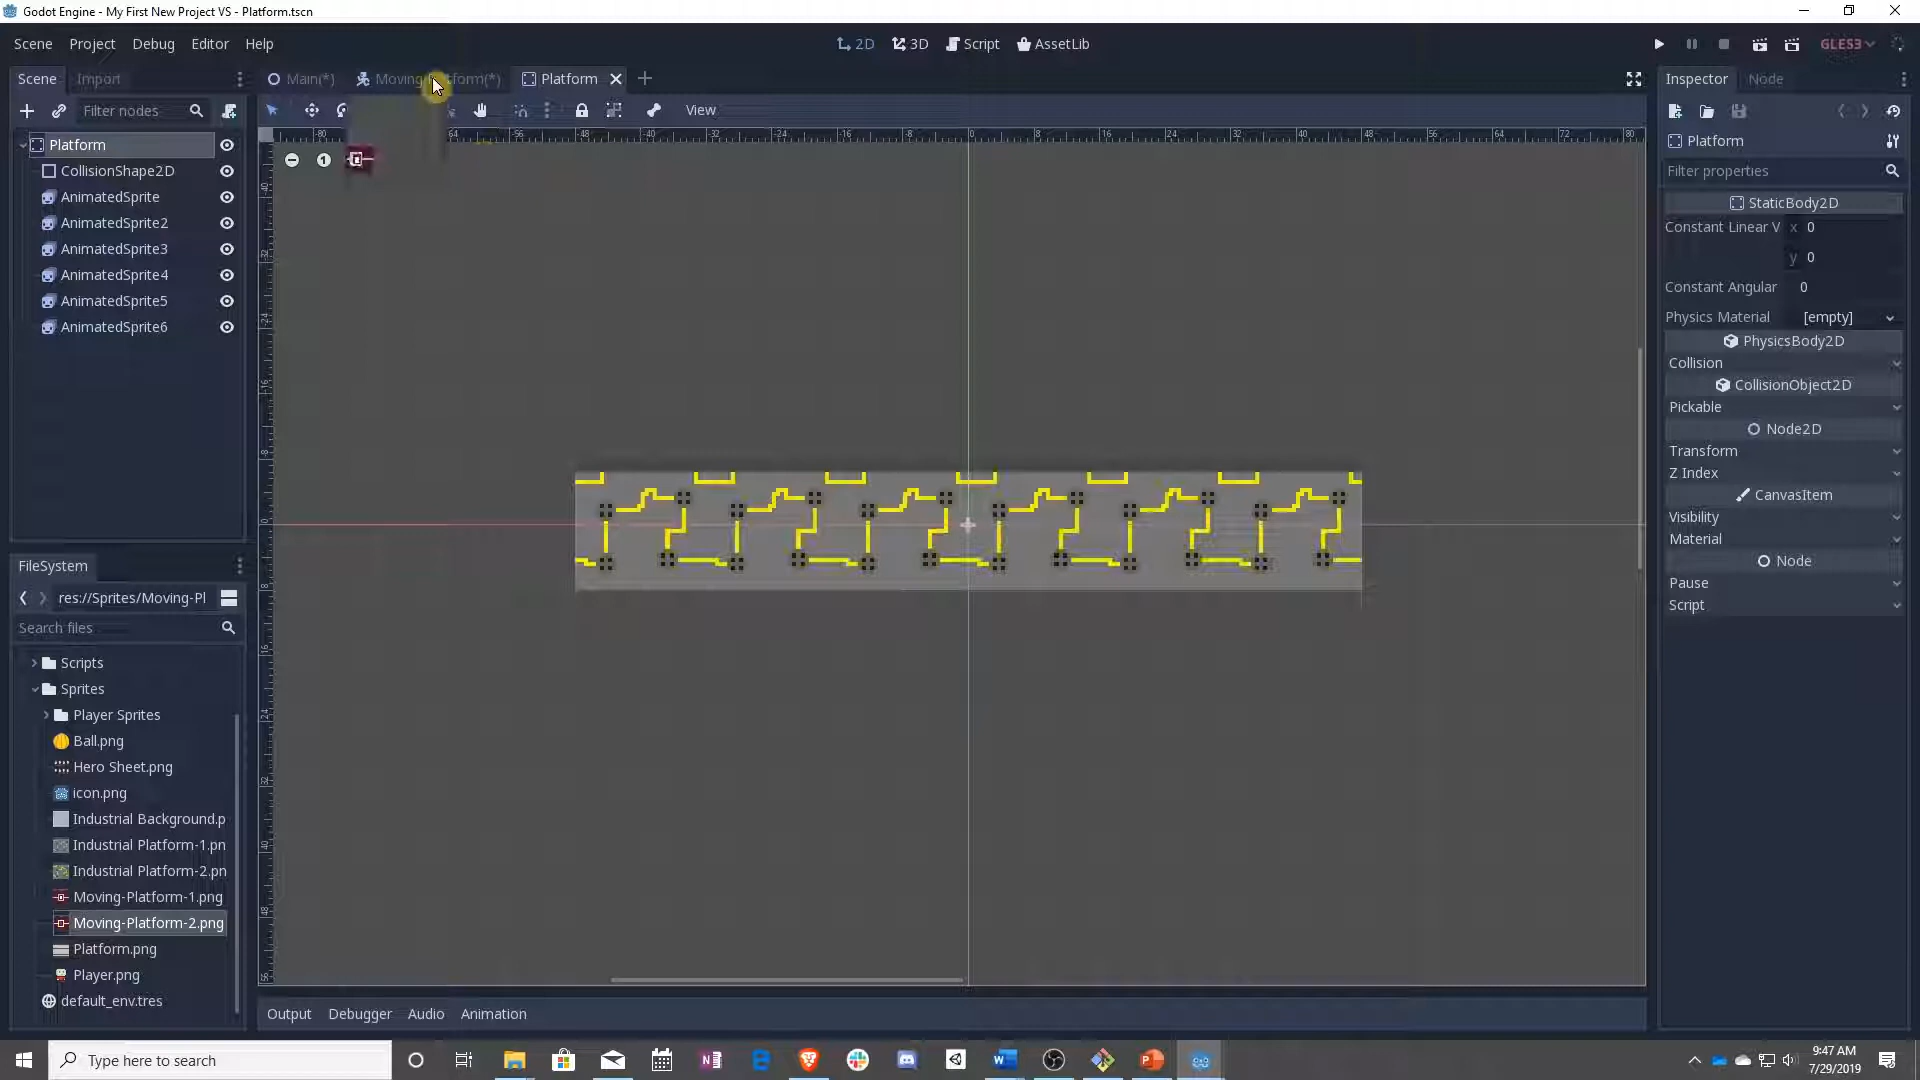 Godot Engine - My First New Project VS - Platform.tscn
Scene Project Debug Editor Help
2D 3D Script AssetLib
GLES3
Scene Import
Main(*) Platform
Inspector Node
Filter nodes
View
Platform
CollisionShape2D
AnimatedSprite
AnimatedSprite2
AnimatedSprite3
AnimatedSprite4
AnimatedSprite5
AnimatedSprite6
FileSystem
res://Sprites/Moving-Pl
Search files
Scripts
Sprites
Player Sprites
Ball.png
Hero Sheet.png
icon.png
Industrial Background.p
Industrial Platform-1.pn
Industrial Platform-2.pn
Moving-Platform-1.png
Moving-Platform-2.png
Platform.png
Player.png
default_env.tres
Platform
Filter properties
StaticBody2D
Constant Linear V x 0
y 0
Constant Angular 0
Physics Material [empty]
PhysicsBody2D
Collision
CollisionObject2D
Pickable
Node2D
Transform
Z Index
CanvasItem
Visibility
Material
Node
Pause
Script
Output Debugger Audio Animation
Type here to search
9:47 AM
7/29/2019